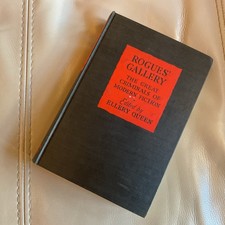 ROGUES'
GALLERY
THE GREAT
CRIMINALS OF
MODERN FICTION
Edited by
ELLERY QUEEN